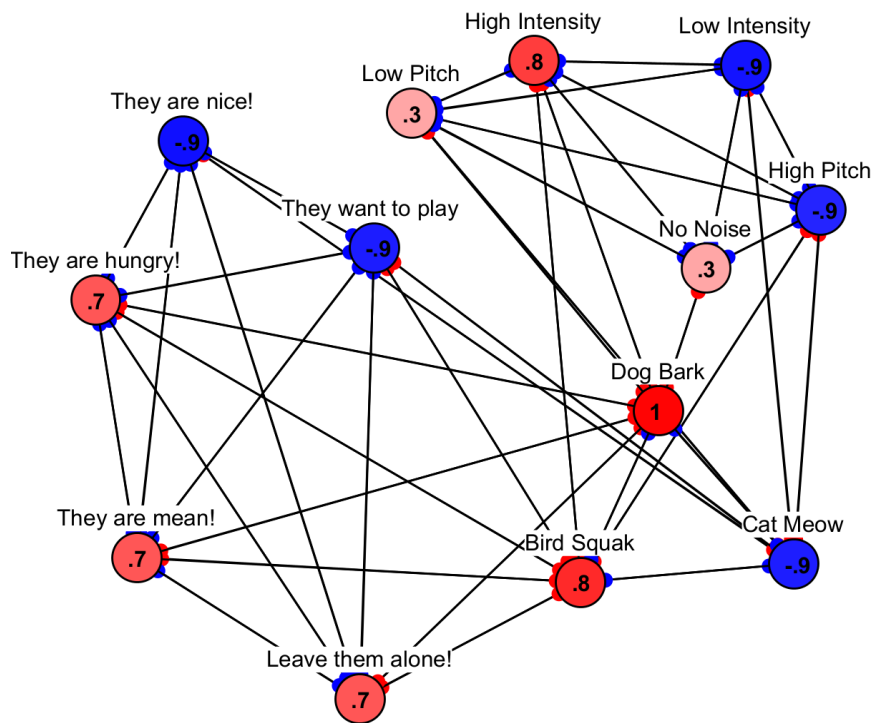 High Intensity
.8
Low Intensity
-.9
Low Pitch
.3
They are nice!
-.9
High Pitch
-.9
They want to play
-.9
No Noise
.3
They are hungry!
.7
Dog Bark
1
They are mean!
.7
Cat Meow
-.9
Bird Squak
.8
Leave them alone!
.7